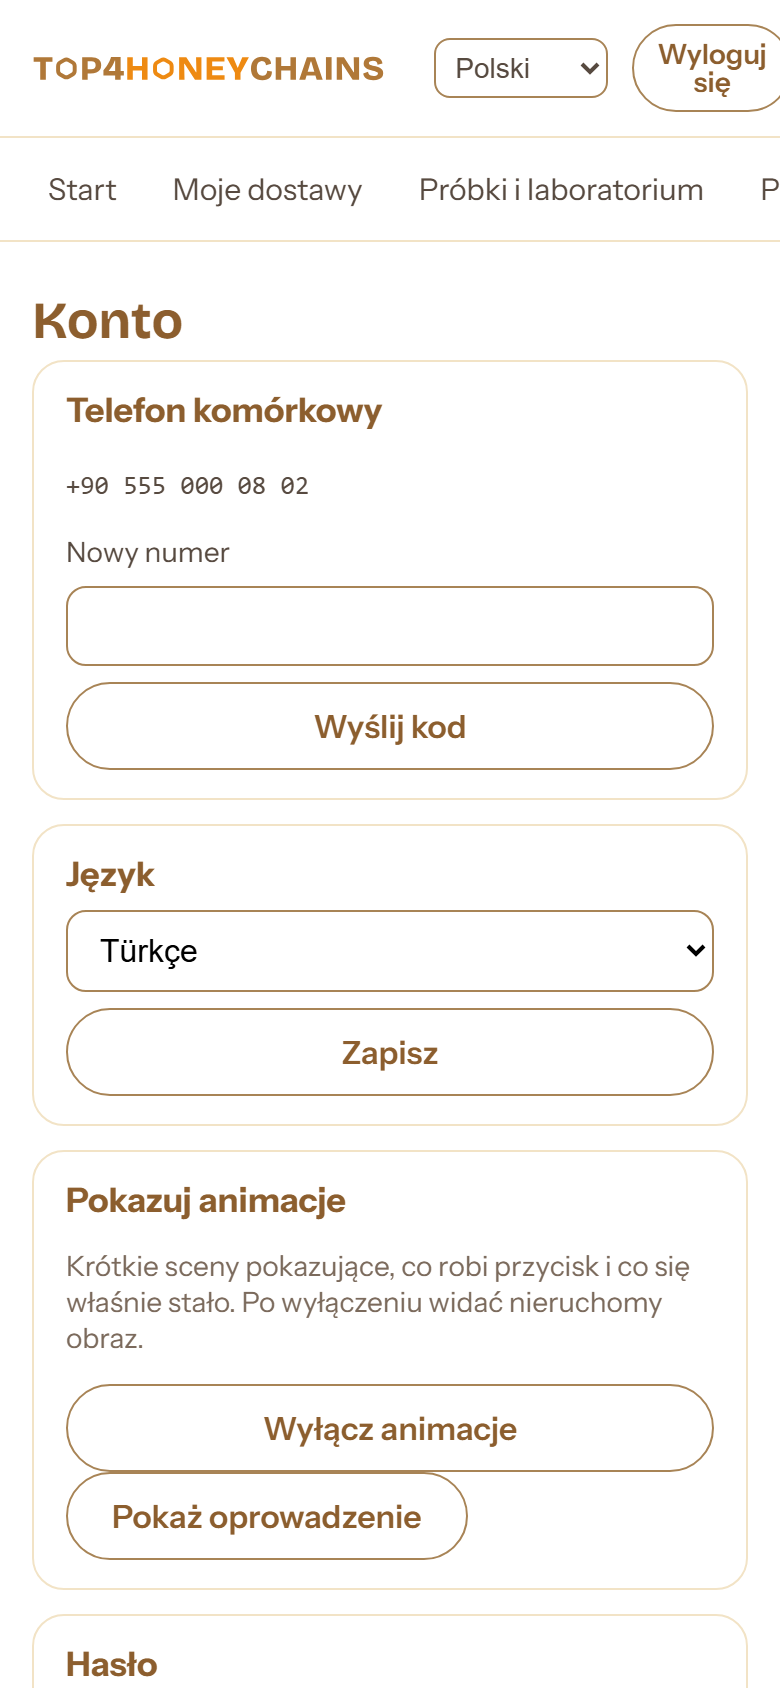 TOP4HONEYCHAINS
Polski
Wyloguj
się
Start
Moje dostawy
Próbki i laboratorium
P
Konto
Telefon komórkowy
+90 555 000 08 02
Nowy numer
Wyślij kod
Język
Türkçe
Zapisz
Pokazuj animacje
Krótkie sceny pokazujące, co robi przycisk i co się
właśnie stało. Po wyłączeniu widać nieruchomy
obraz.
Wyłącz animacje
Pokaż oprowadzenie
Hasło